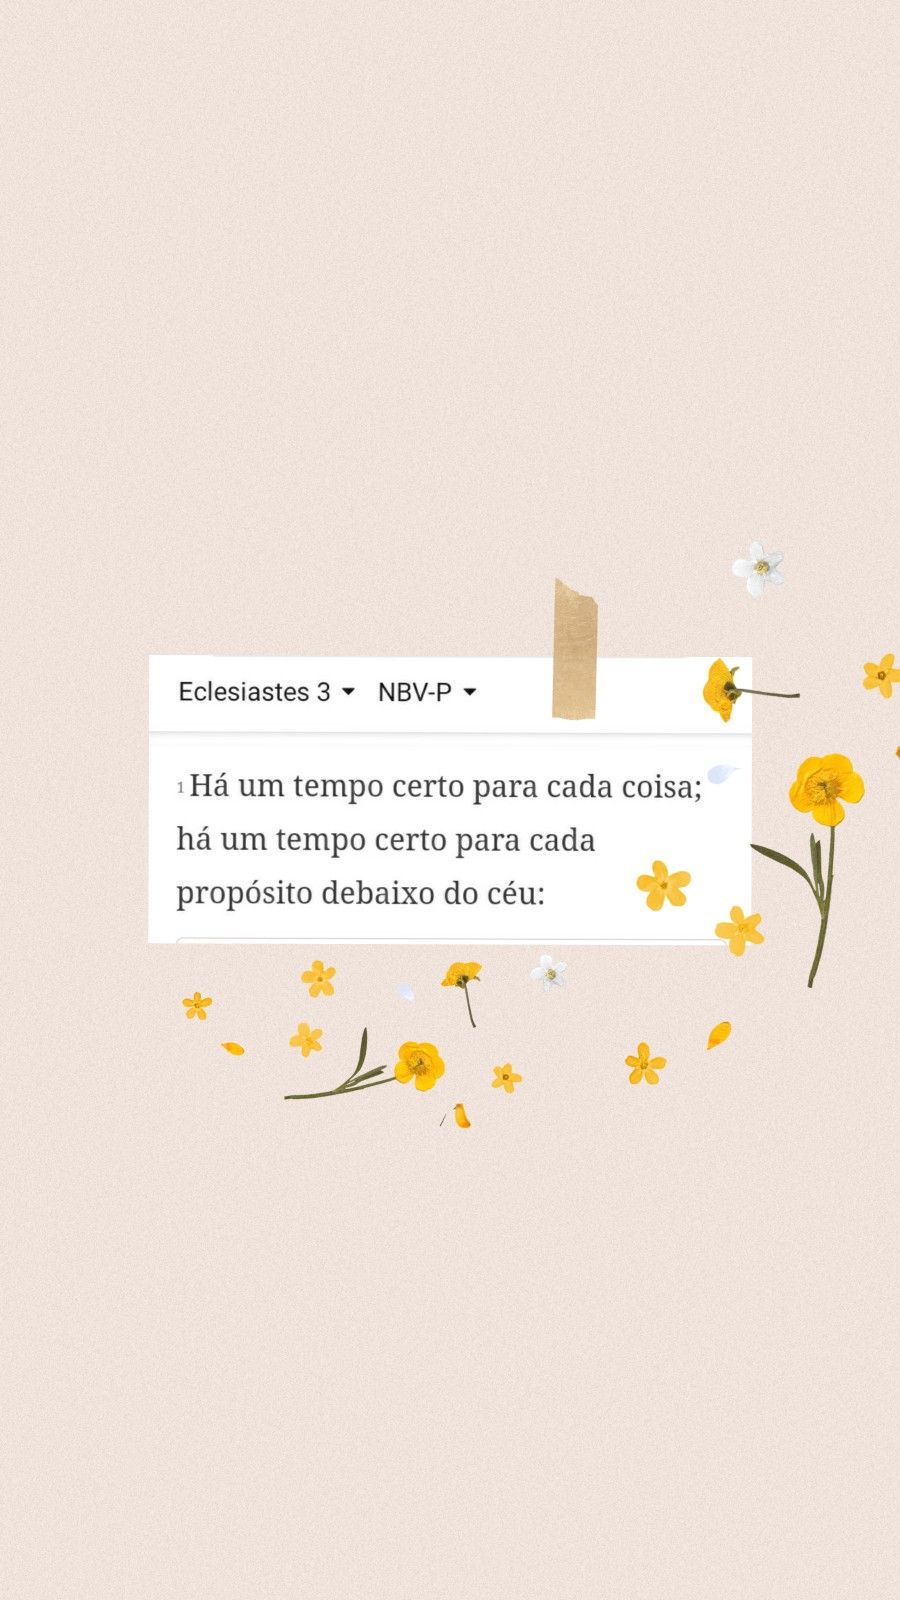 Eclesiastes 3 NBV-P
1 Há um tempo certo para cada coisa;
há um tempo certo para cada
propósito debaixo do céu: